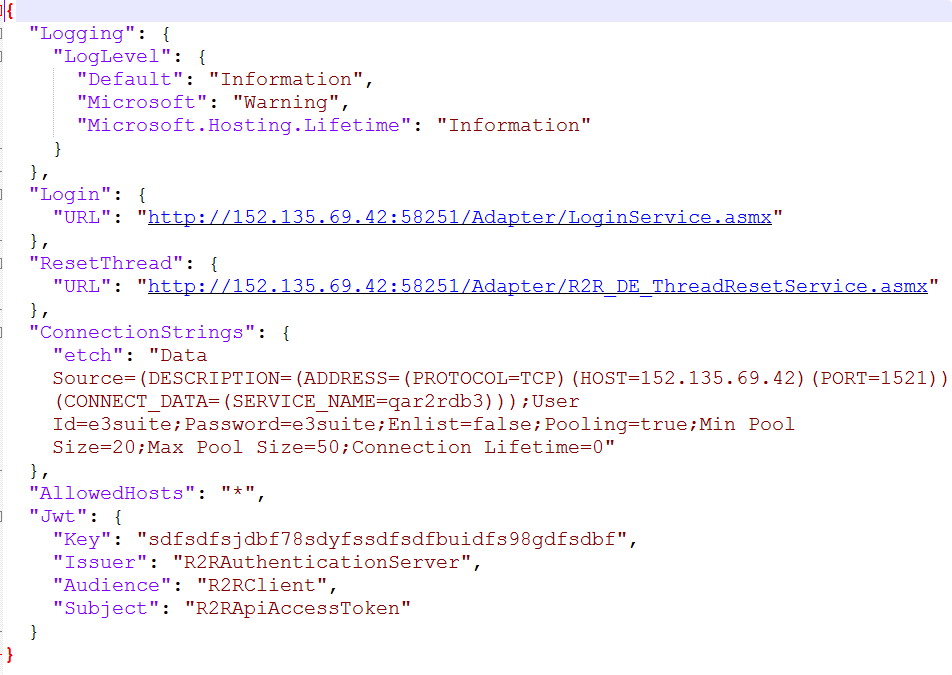 {
"Logging": {
"LogLevel": {
"Default": "Information",
"Microsoft": "Warning",
"Microsoft.Hosting.Lifetime": "Information"
}
},
"Login": {
"URL": "http://152.135.69.42:58251/Adapter/LoginService.asmx"
},
"ResetThread": {
"URL": "http://152.135.69.42:58251/Adapter/R2R_DE_ThreadResetService.asmx"
},
"ConnectionStrings": {
"etch": "Data
Source=(DESCRIPTION=(ADDRESS=(PROTOCOL=TCP)(HOST=152.135.69.42)(PORT=1521))
(CONNECT_DATA=(SERVICE_NAME=qar2rdb3)));User
Id=e3suite;Password=e3suite;Enlist=false;Pooling=true;Min Pool
Size=20;Max Pool Size=50;Connection Lifetime=0"
},
"AllowedHosts": "*",
"Jwt": {
"Key": "sdfsdfsjdbf78sdyfssdfsdfbuidfs98gdfsdbf",
"Issuer": "R2RAuthenticationServer",
"Audience": "R2RClient",
"Subject": "R2RApiAccessToken"
}
}